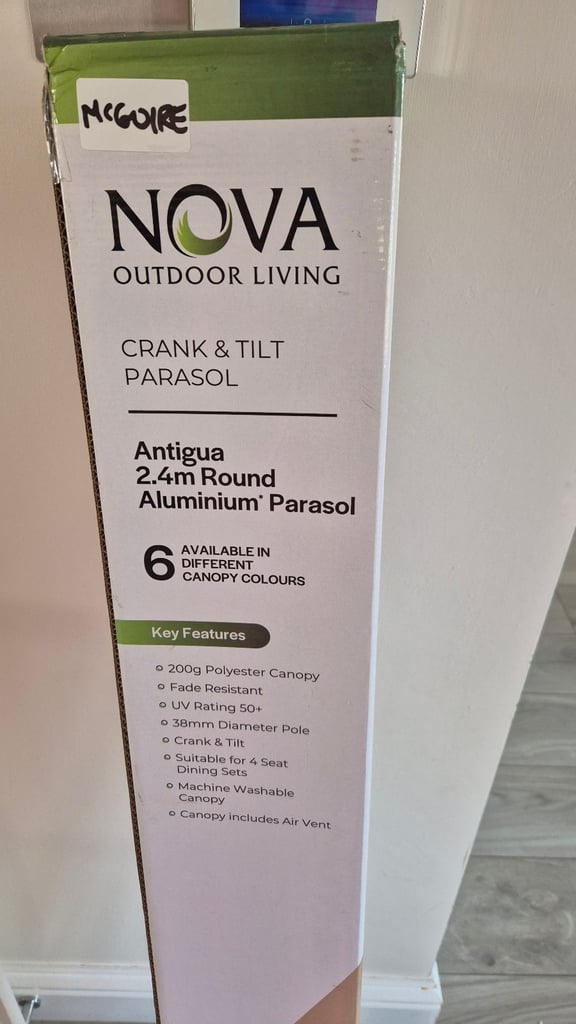 McGUIRE
NOVA
OUTDOOR LIVING
CRANK & TILT
PARASOL
Antigua
2.4m Round
Aluminium* Parasol
6 AVAILABLE IN
DIFFERENT
CANOPY COLOURS
Key Features
200g Polyester Canopy
Fade Resistant
UV Rating 50+
38mm Diameter Pole
Crank & Tilt
Suitable for 4 Seat
Dining Sets
Machine Washable
Canopy
Canopy includes Air Vent